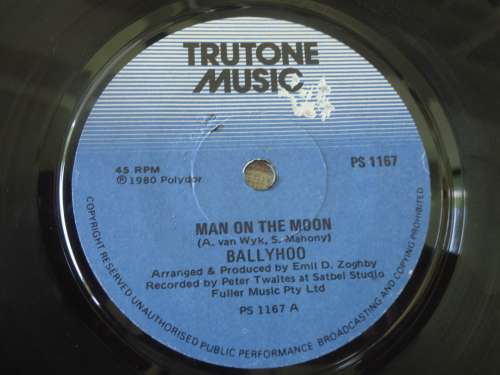 TRUTONE
MUSIC
45 RPM
℗ 1980 Polydor
PS 1167
MAN ON THE MOON
(A. van Wyk, S. Mahony)
BALLYHOO
Arranged & Produced by Emil D. Zoghby
Recorded by Peter Twaites at Satbel Studio
Fuller Music Pty Ltd
PS 1167 A
COPYRIGHT RESERVED UNAUTHORISED PUBLIC PERFORMANCE BROADCASTING AND COPYING PROHIBITED